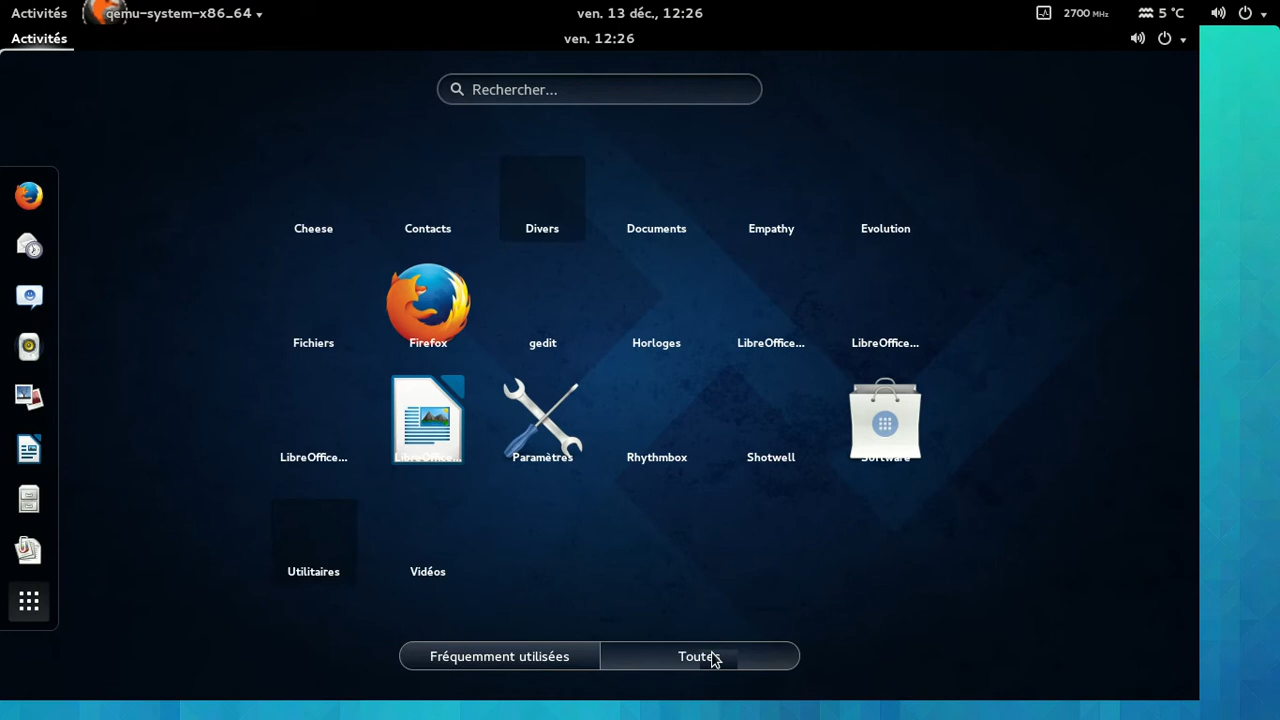 Activités qemu-system-x86_64 ven. 13 déc., 12:26 2700 MHz 5 °C
Activités ven. 12:26
Rechercher...
Cheese Contacts Divers Documents Empathy Evolution
Fichiers Firefox gedit Horloges LibreOffice... LibreOffice...
LibreOffice... LibreOffice... Paramètres Rhythmbox Shotwell Software
Utilitaires Vidéos
Fréquemment utilisées Toutes